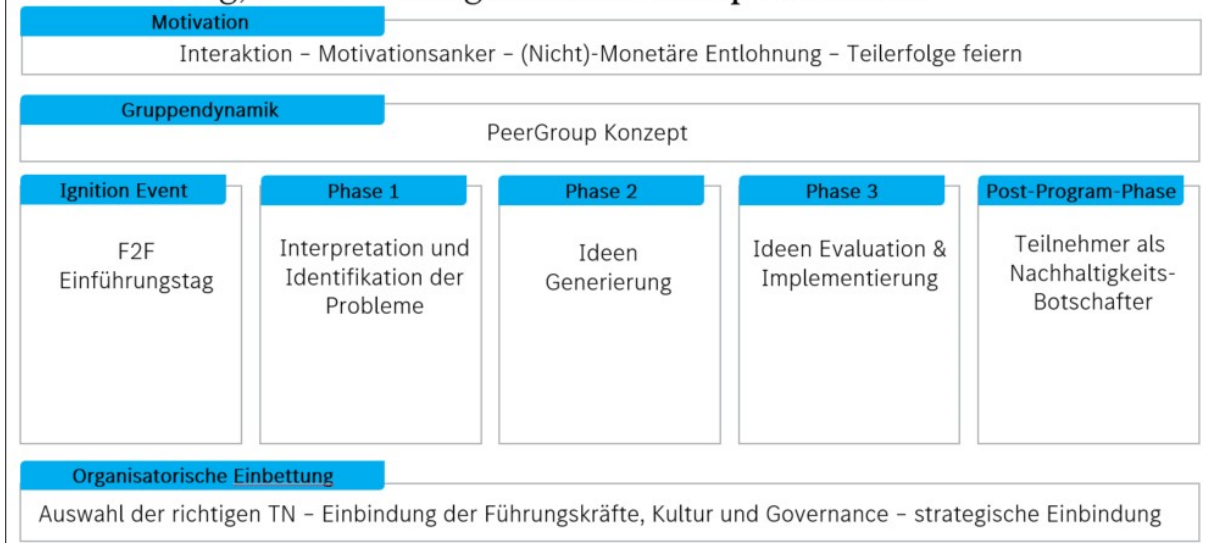 Motivation
Interaktion – Motivationsanker – (Nicht)-Monetäre Entlohnung – Teilerfolge feiern
Gruppendynamik
PeerGroup Konzept
Ignition Event
F2F
Einführungstag
Phase 1
Interpretation und
Identifikation der
Probleme
Phase 2
Ideen
Generierung
Phase 3
Ideen Evaluation &
Implementierung
Post-Program-Phase
Teilnehmer als
Nachhaltigkeits-
Botschafter
Organisatorische Einbettung
Auswahl der richtigen TN – Einbindung der Führungskräfte, Kultur und Governance – strategische Einbindung